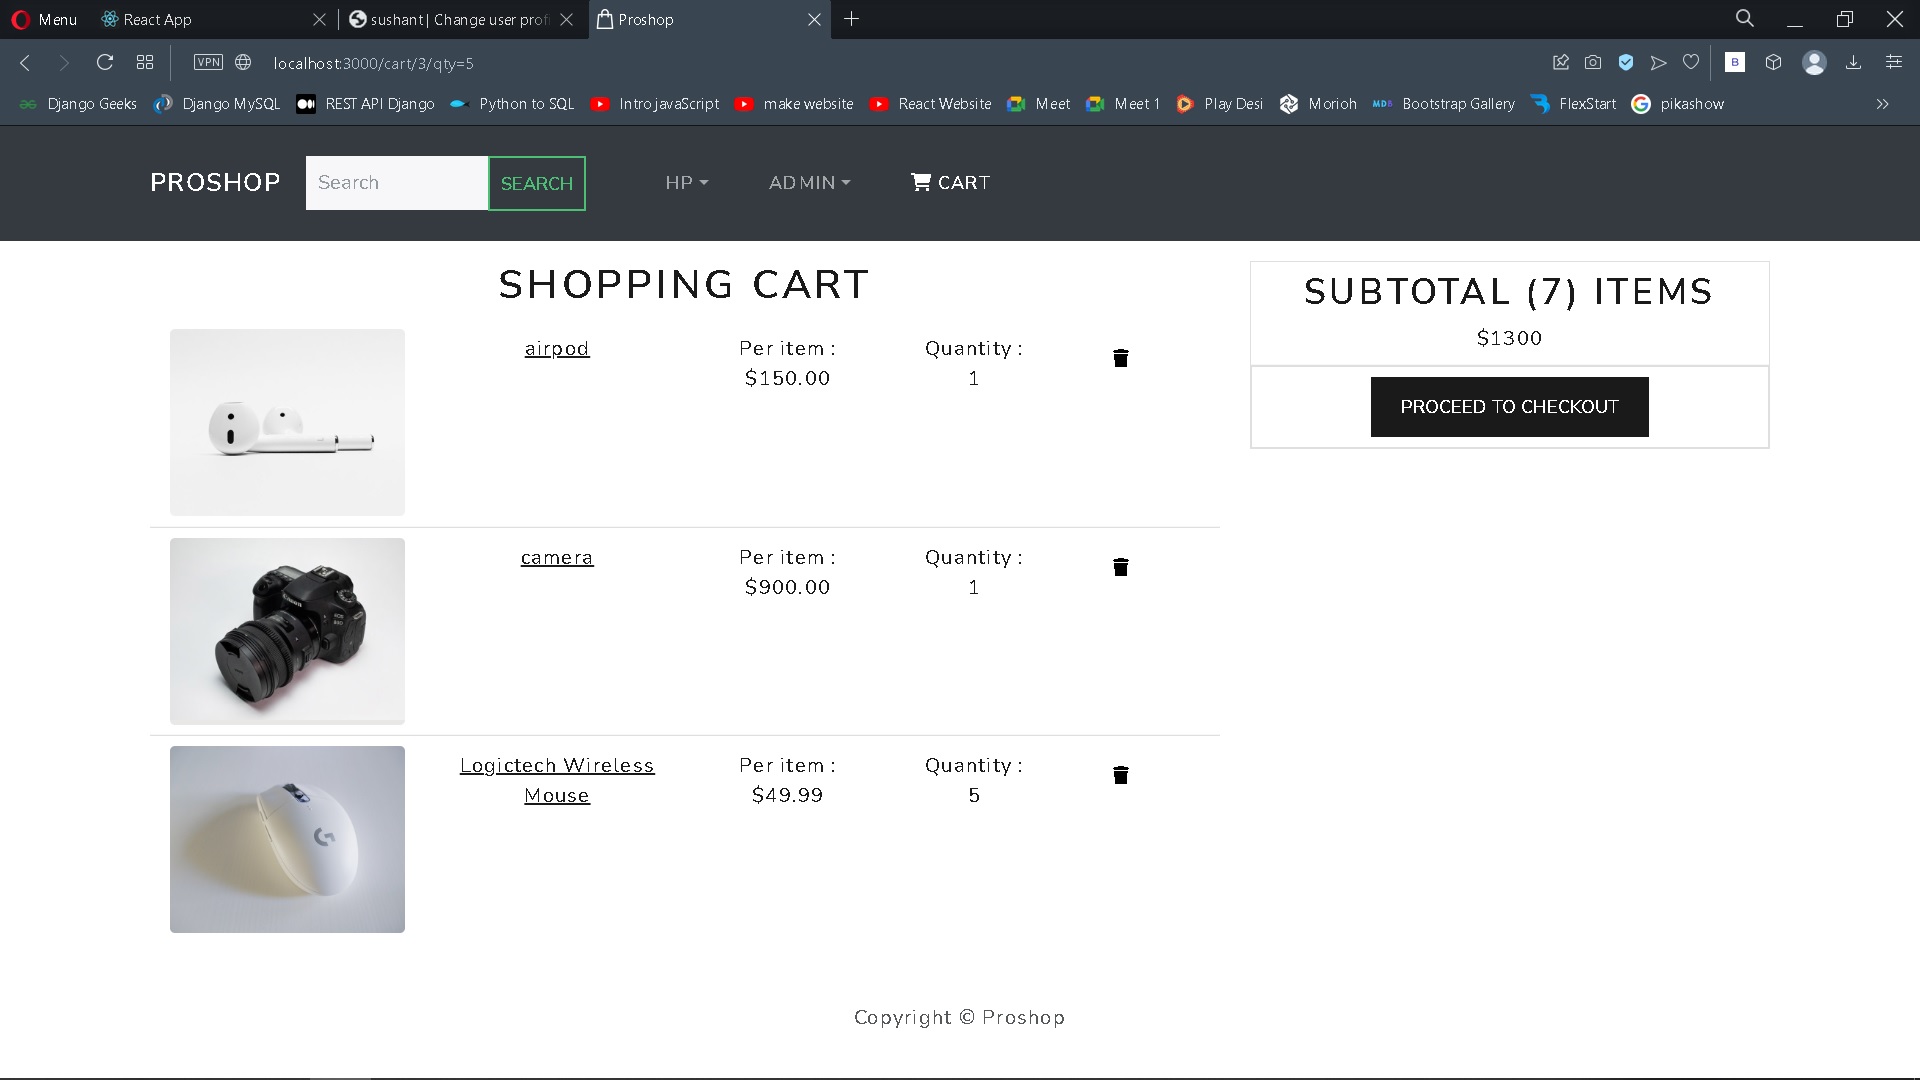 Menu
React App
sushant | Change user profi
Proshop
VPN
localhost:3000/cart/3/qty=5
B
Django Geeks
Django MySQL
REST API Django
Python to SQL
Intro javaScript
make website
React Website
Meet
Meet 1
Play Desi
Morioh
MDB
Bootstrap Gallery
FlexStart
pikashow
PROSHOP
Search
SEARCH
HP
ADMIN
CART
SHOPPING CART
airpod
Per item :
$150.00
Quantity :
1
camera
Per item :
$900.00
Quantity :
1
Logictech Wireless
Mouse
Per item :
$49.99
Quantity :
5
SUBTOTAL (7) ITEMS
$1300
PROCEED TO CHECKOUT
Copyright © Proshop